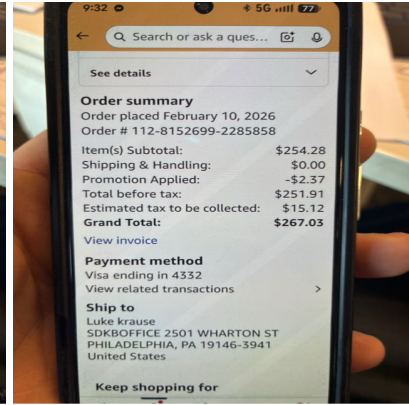 9:32
5G 77
Search or ask a ques...
See details
Order summary
Order placed February 10, 2026
Order # 112-8152699-2285858
Item(s) Subtotal: $254.28
Shipping & Handling: $0.00
Promotion Applied: -$2.37
Total before tax: $251.91
Estimated tax to be collected: $15.12
Grand Total: $267.03
View invoice
Payment method
Visa ending in 4332
View related transactions
Ship to
Luke krause
SDKBOFFICE 2501 WHARTON ST
PHILADELPHIA, PA 19146-3941
United States
Keep shopping for